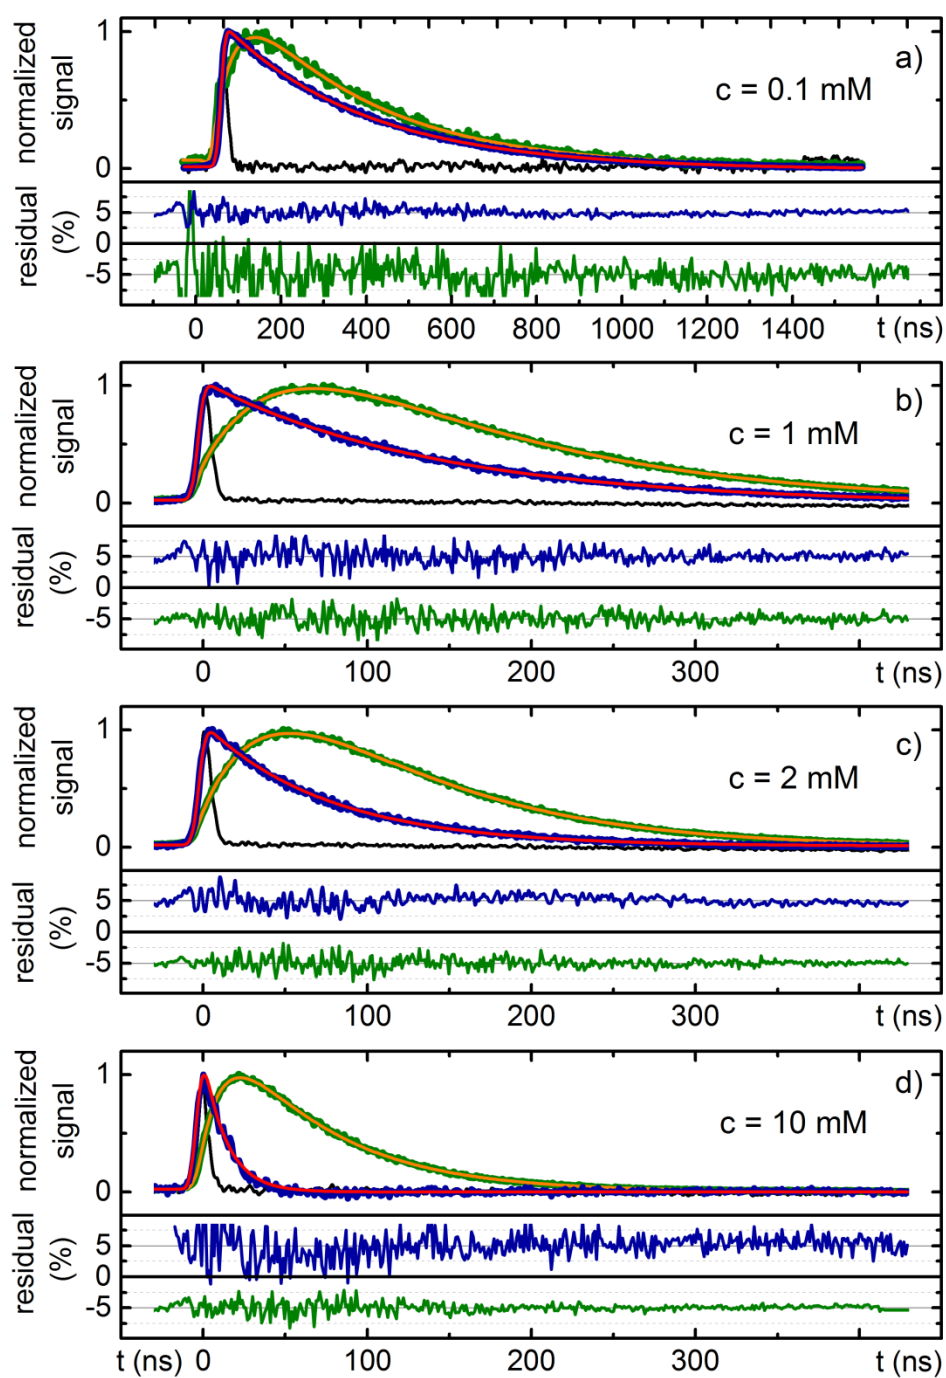 normalized
signal
1
0
a)
c = 0.1 mM
residual
(%)
5
0
-5
0 200 400 600 800 1000 1200 1400 t (ns)
normalized
signal
1
0
b)
c = 1 mM
residual
(%)
5
0
-5
0 100 200 300 t (ns)
normalized
signal
1
0
c)
c = 2 mM
residual
(%)
5
0
-5
0 100 200 300 t (ns)
normalized
signal
1
0
d)
c = 10 mM
residual
(%)
5
0
-5
t (ns) 0 100 200 300 t (ns)